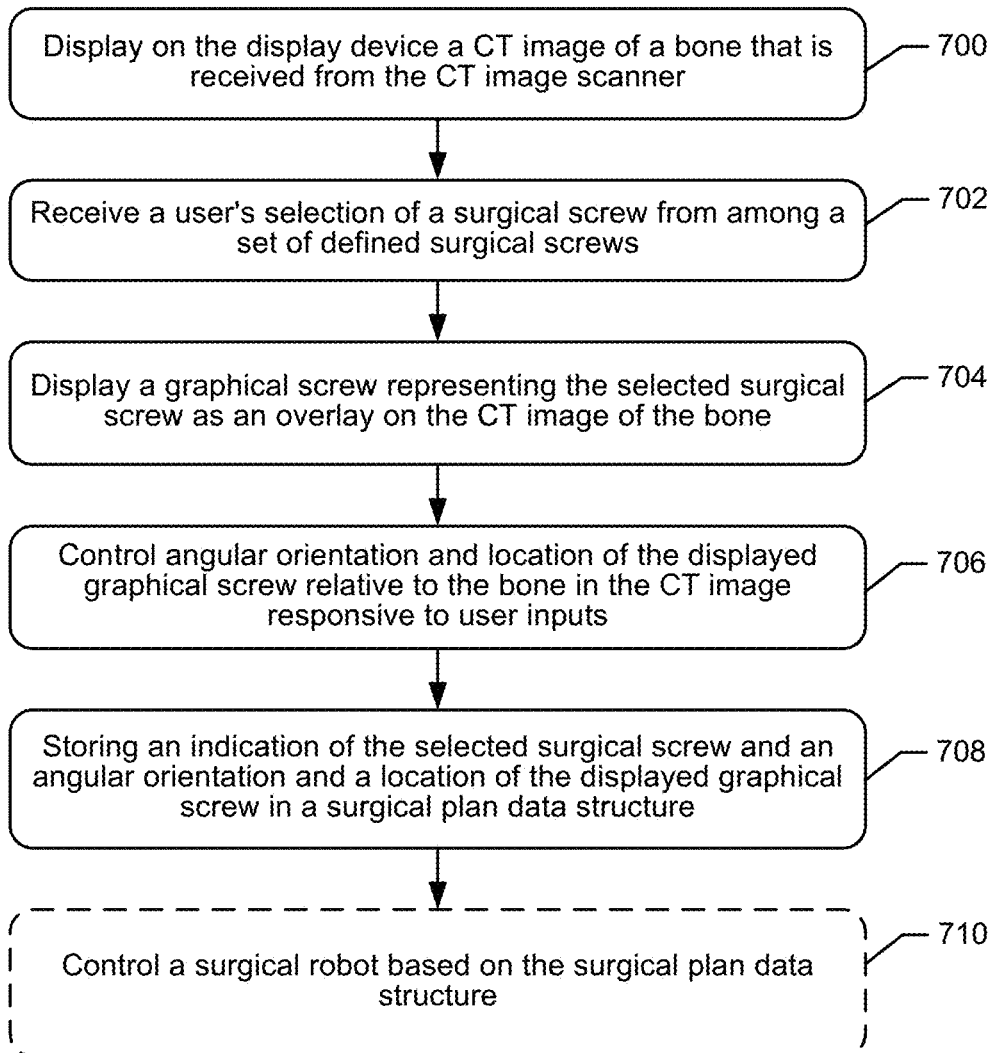 Display on the display device a CT image of a bone that is
received from the CT image scanner
700
Receive a user's selection of a surgical screw from among a
set of defined surgical screws
702
Display a graphical screw representing the selected surgical
screw as an overlay on the CT image of the bone
704
Control angular orientation and location of the displayed
graphical screw relative to the bone in the CT image
responsive to user inputs
706
Storing an indication of the selected surgical screw and an
angular orientation and a location of the displayed graphical
screw in a surgical plan data structure
708
Control a surgical robot based on the surgical plan data
structure
710